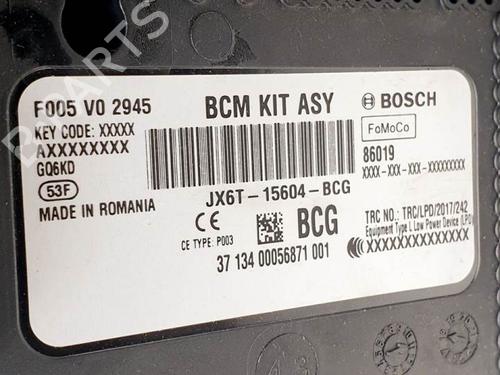 F005 V0 2945
BCM KIT ASY
BOSCH
KEY CODE: XXXXX
AXXXXXXXX
GQ6KD
53F
MADE IN ROMANIA
FoMoCo
86019
XXXX-XXX-XXX-XXXXXXXXX
JX6T-15604-BCG
CE
CE TYPE: P003
BCG
37 134 00056871 001
TRC NO.: TRC/LPD/2017/242
Equipment Type L Low Power Device (LPD)
XXXXXXXXXXXXXXX
B-PARTS